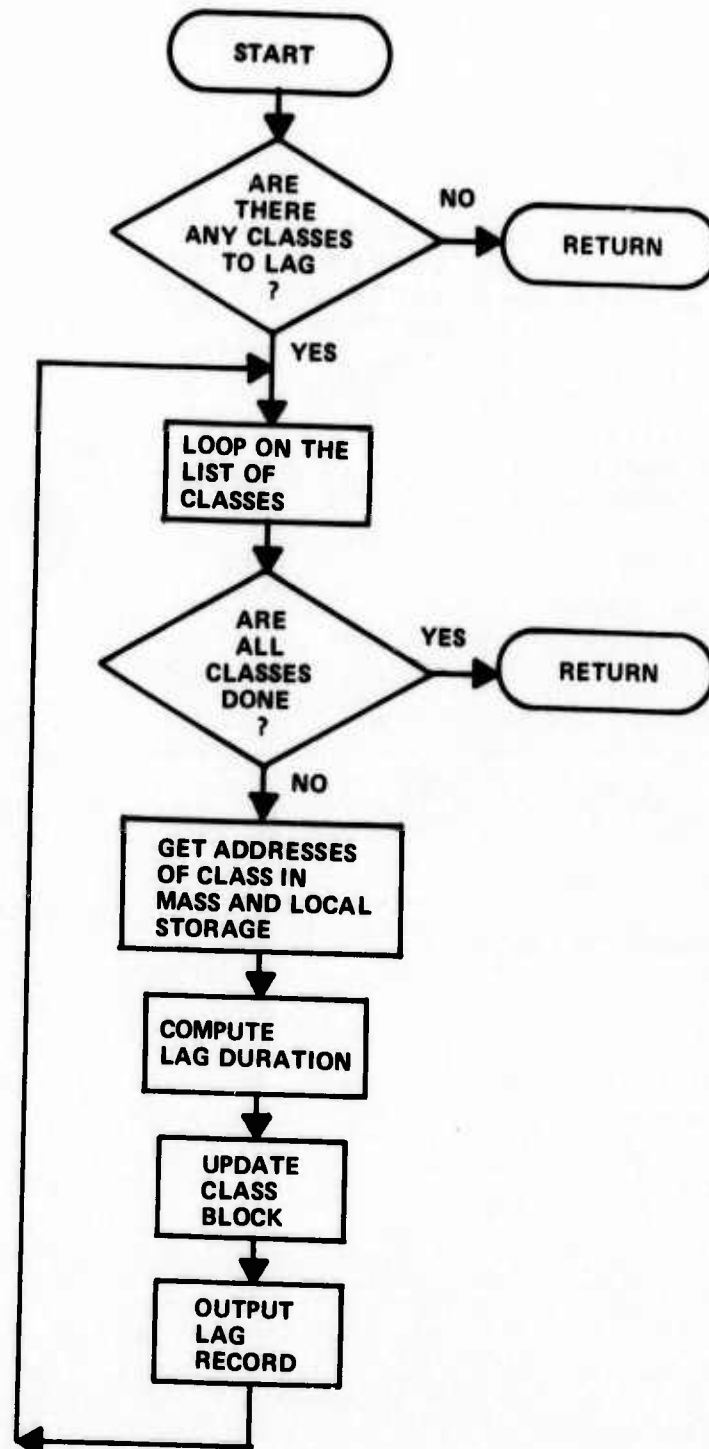 START
ARE
THERE
ANY CLASSES
TO LAG
?
NO
RETURN
YES
LOOP ON THE
LIST OF
CLASSES
ARE
ALL
CLASSES
DONE
?
YES
RETURN
NO
GET ADDRESSES
OF CLASS IN
MASS AND LOCAL
STORAGE
COMPUTE
LAG DURATION
UPDATE
CLASS
BLOCK
OUTPUT
LAG
RECORD